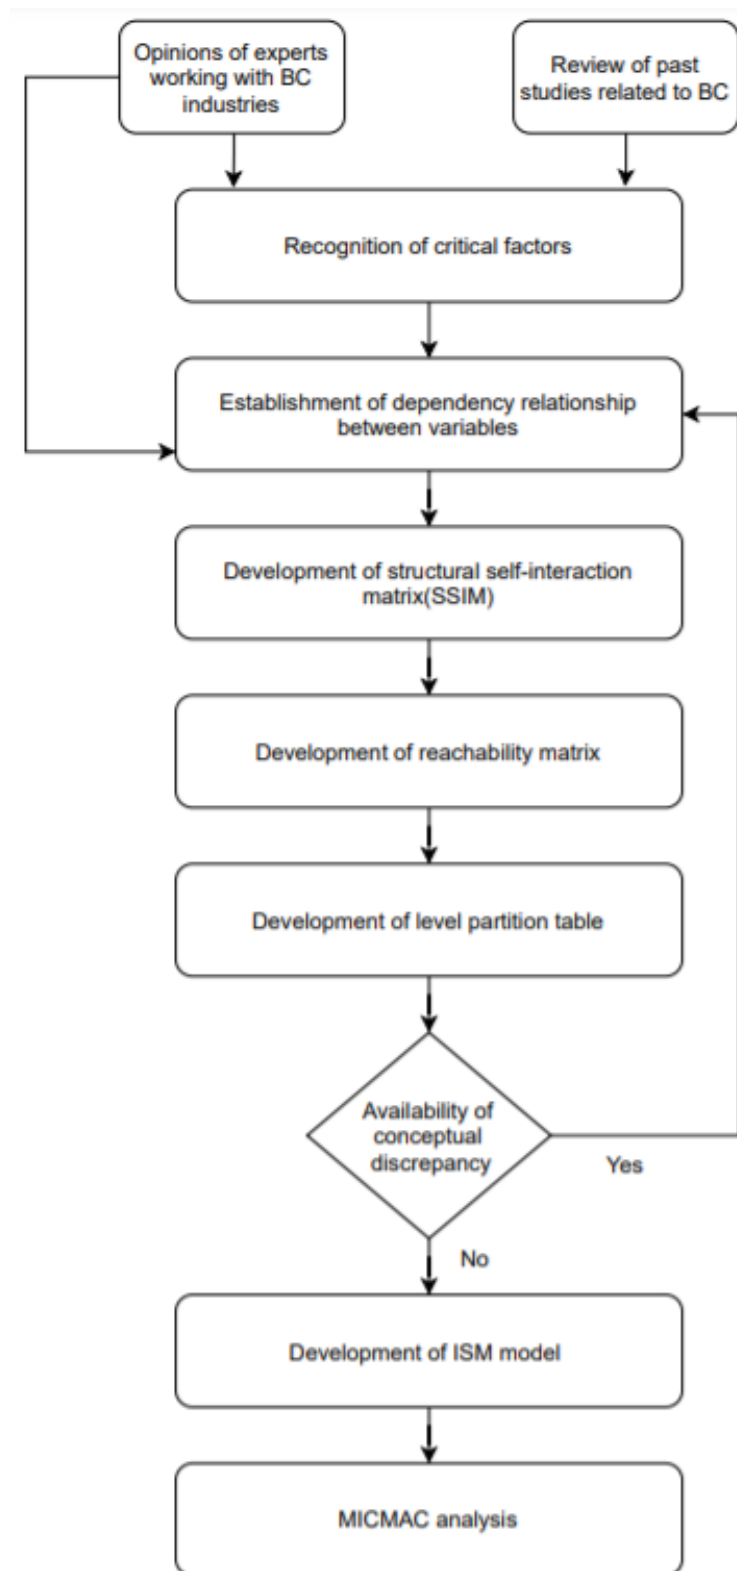 Opinions of experts
working with BC
industries
Review of past
studies related to BC
Recognition of critical factors
Establishment of dependency relationship
between variables
Development of structural self-interaction
matrix(SSIM)
Development of reachability matrix
Development of level partition table
Availability of
conceptual
discrepancy
Yes
No
Development of ISM model
MICMAC analysis